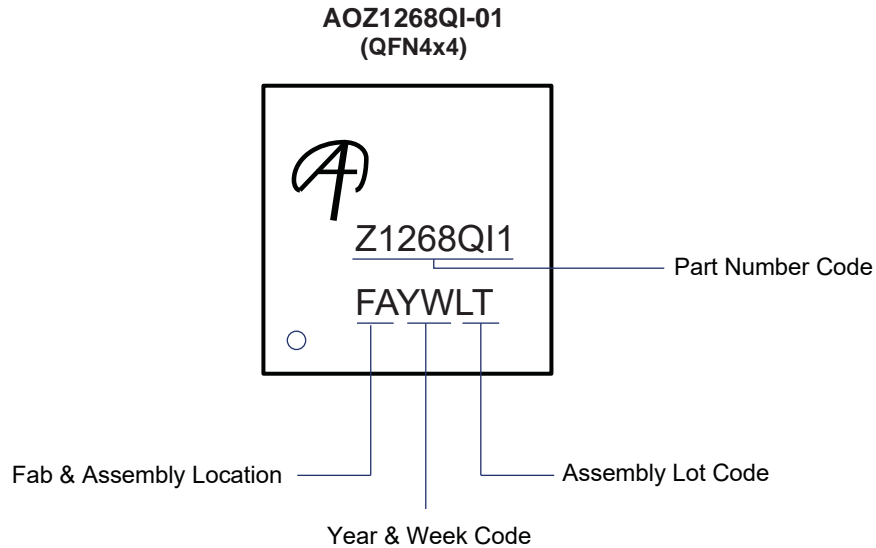 AOZ1268QI-01
(QFN4x4)
Z1268QI1
Part Number Code
FAYWLT
Fab & Assembly Location
Assembly Lot Code
Year & Week Code